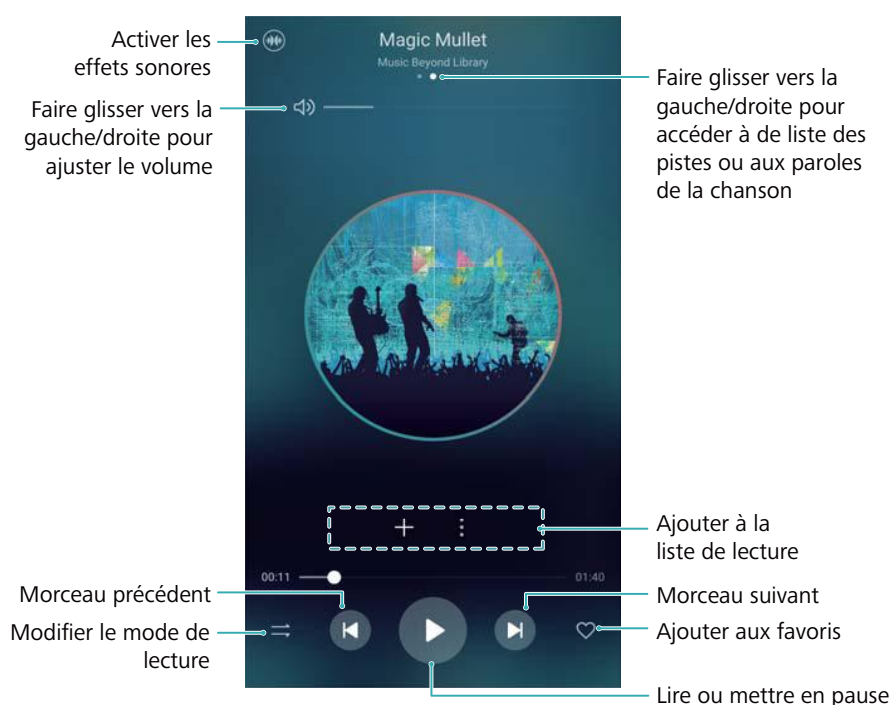 Activer les
effets sonores
Magic Mullet
Music Beyond Library
Faire glisser vers la
gauche/droite pour
ajuster le volume
Faire glisser vers la
gauche/droite pour
accéder à de liste des
pistes ou aux paroles
de la chanson
Ajouter à la
liste de lecture
00:11
01:40
Morceau précédent
Morceau suivant
Modifier le mode de
lecture
Ajouter aux favoris
Lire ou mettre en pause